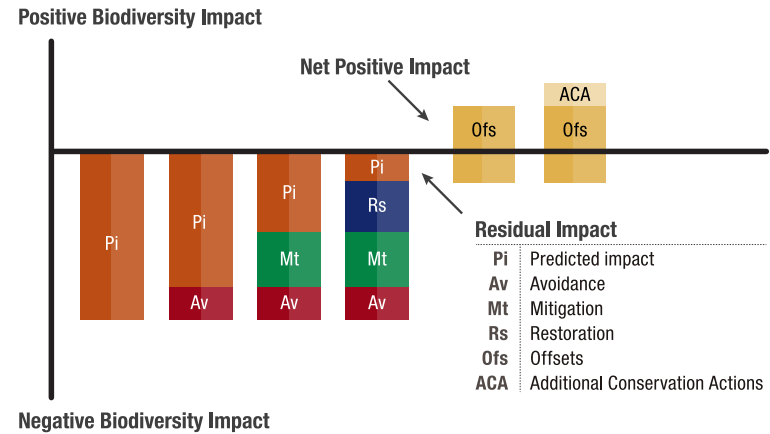 Positive Biodiversity Impact
Net Positive Impact
ACA
Ofs
Ofs
Pi
Pi
Pi
Pi
Rs
Mt
Mt
Av
Av
Av
Residual Impact
Pi Predicted impact
Av Avoidance
Mt Mitigation
Rs Restoration
Ofs Offsets
ACA Additional Conservation Actions
Negative Biodiversity Impact